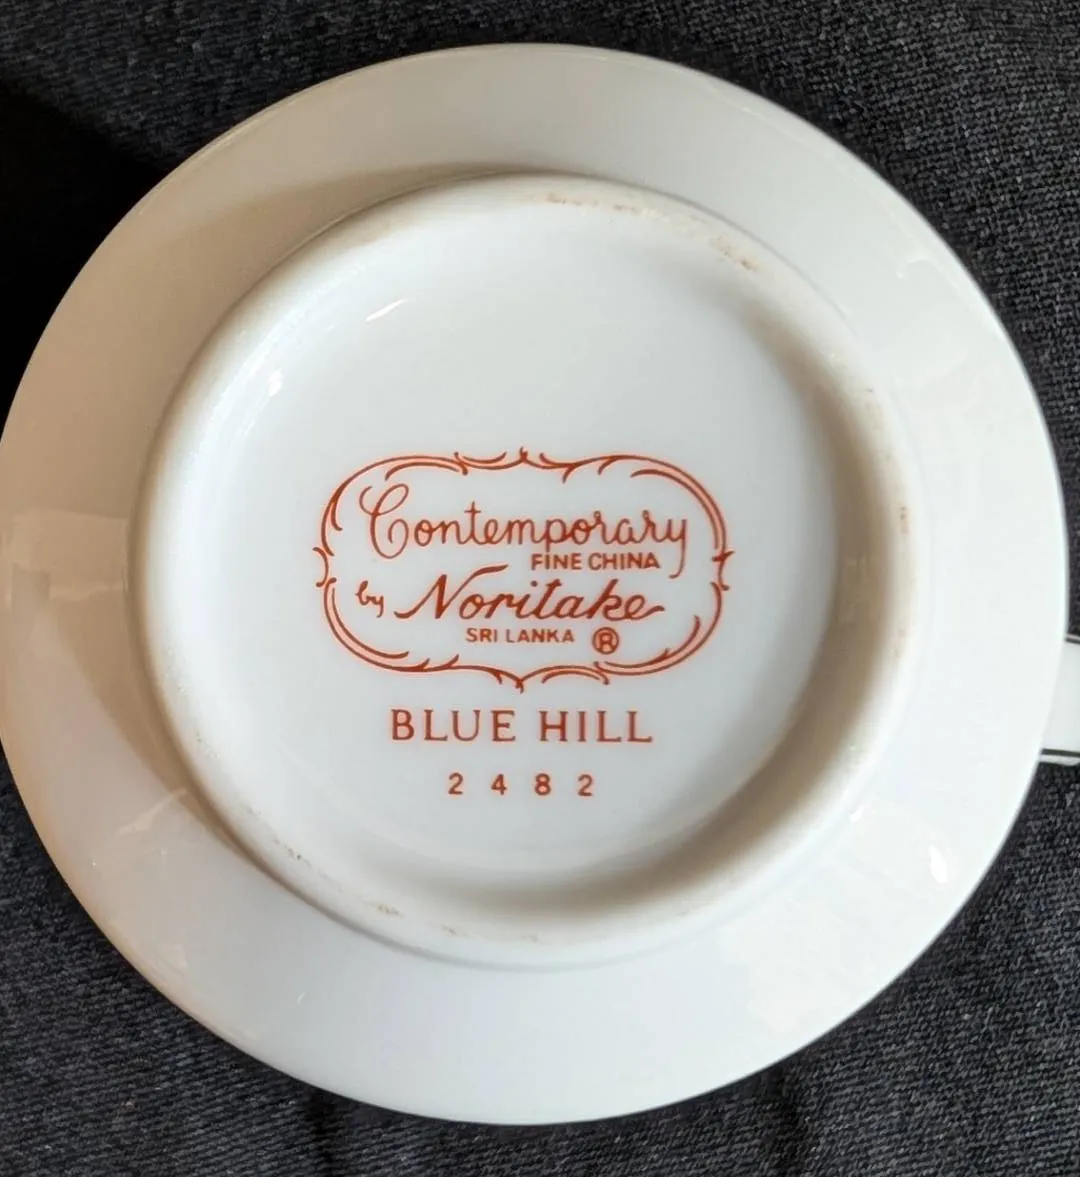 Contemporary
FINE CHINA
by Noritake
SRI LANKA ®
BLUE HILL
2482